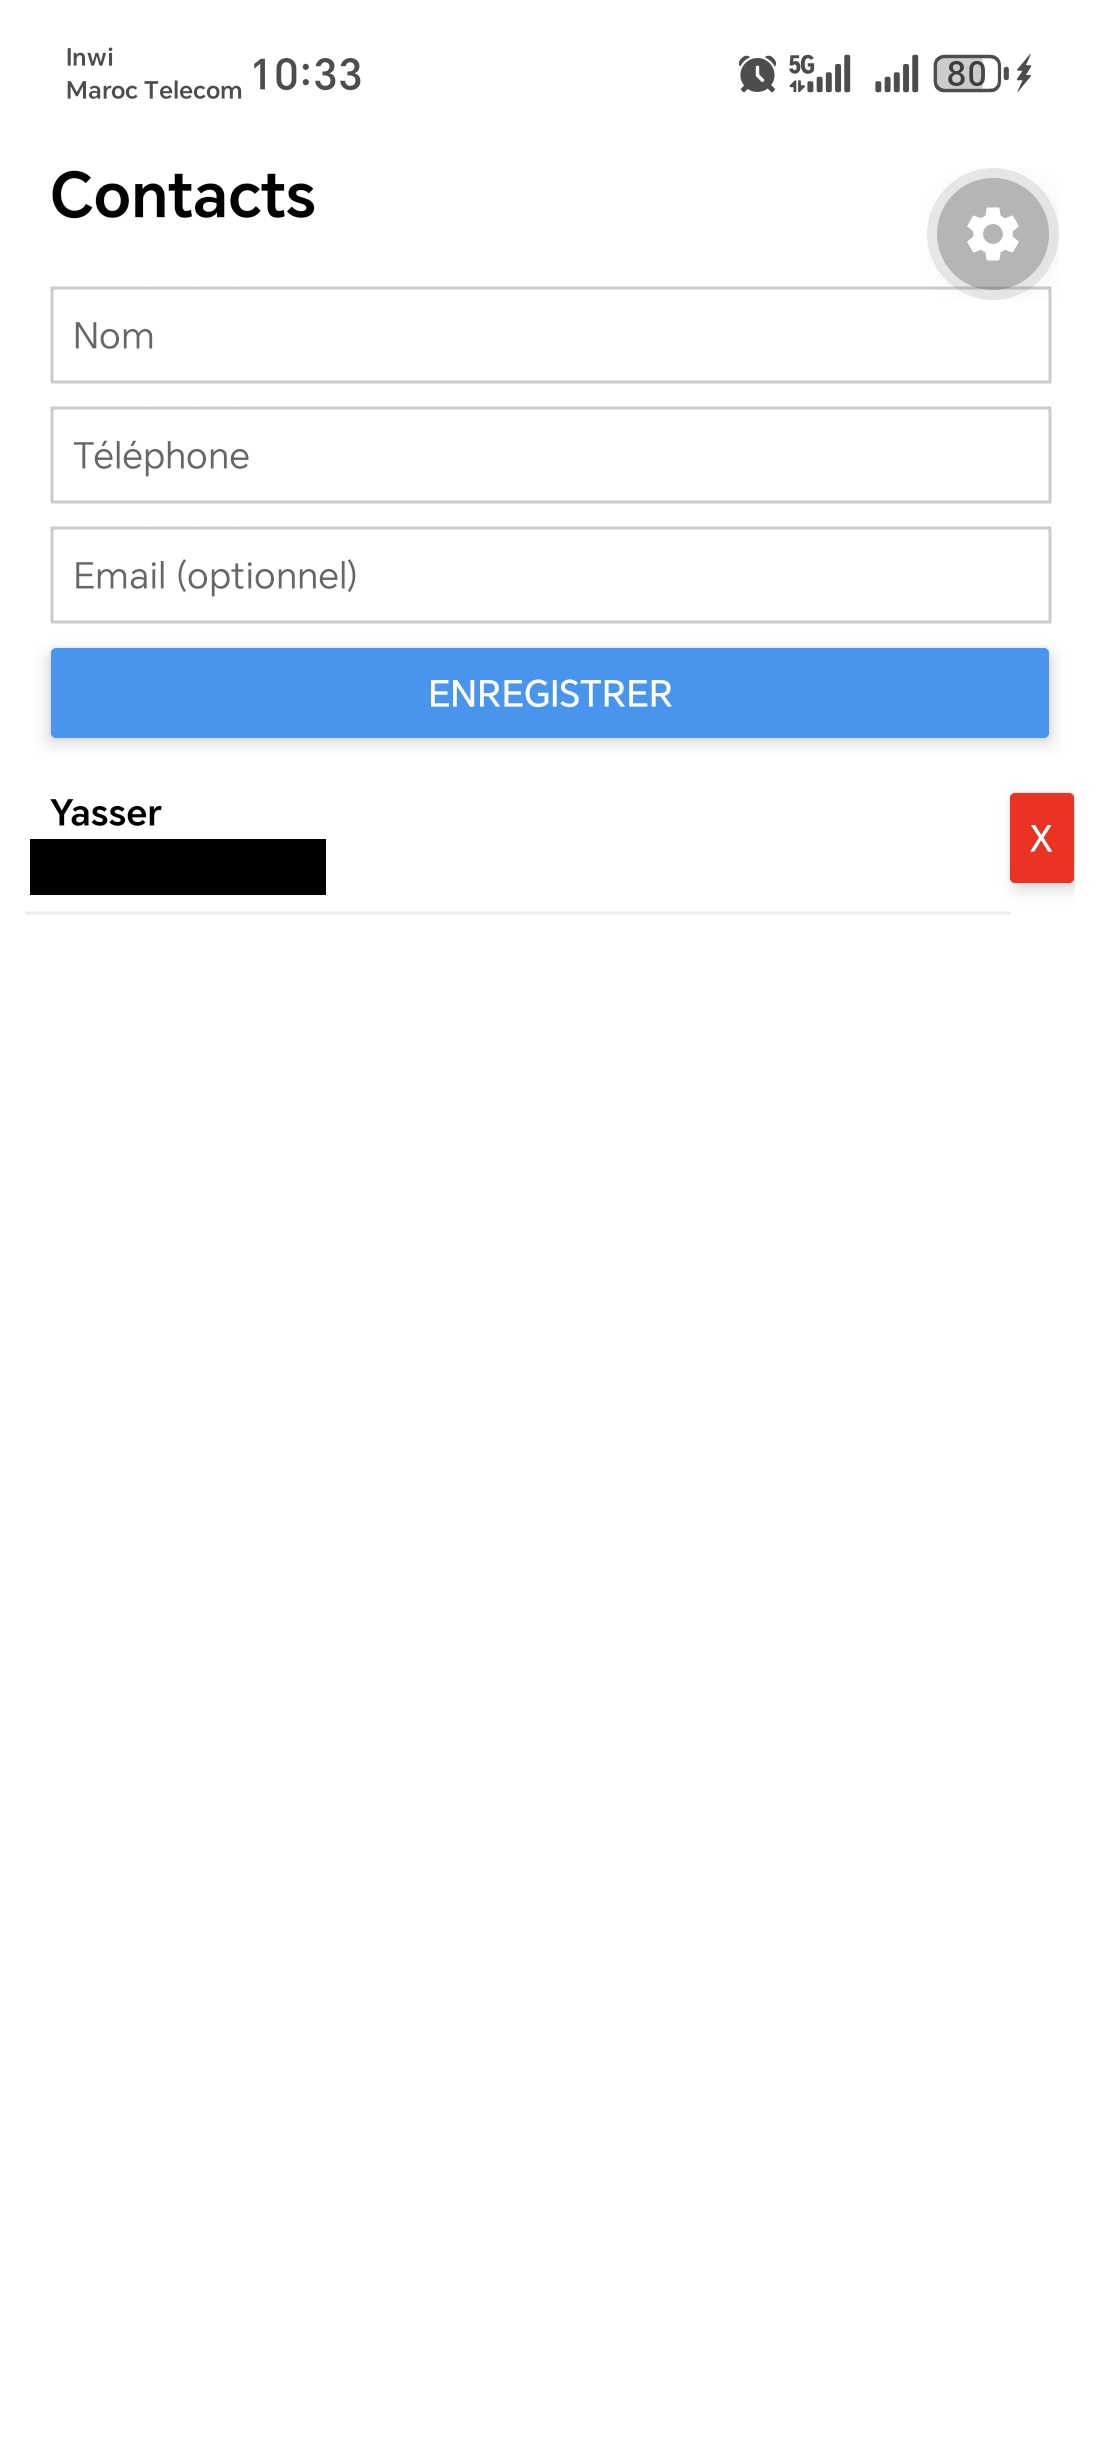 Inwi
Maroc Telecom
10:33
5G
80
Contacts
Nom
Téléphone
Email (optionnel)
ENREGISTRER
Yasser
X